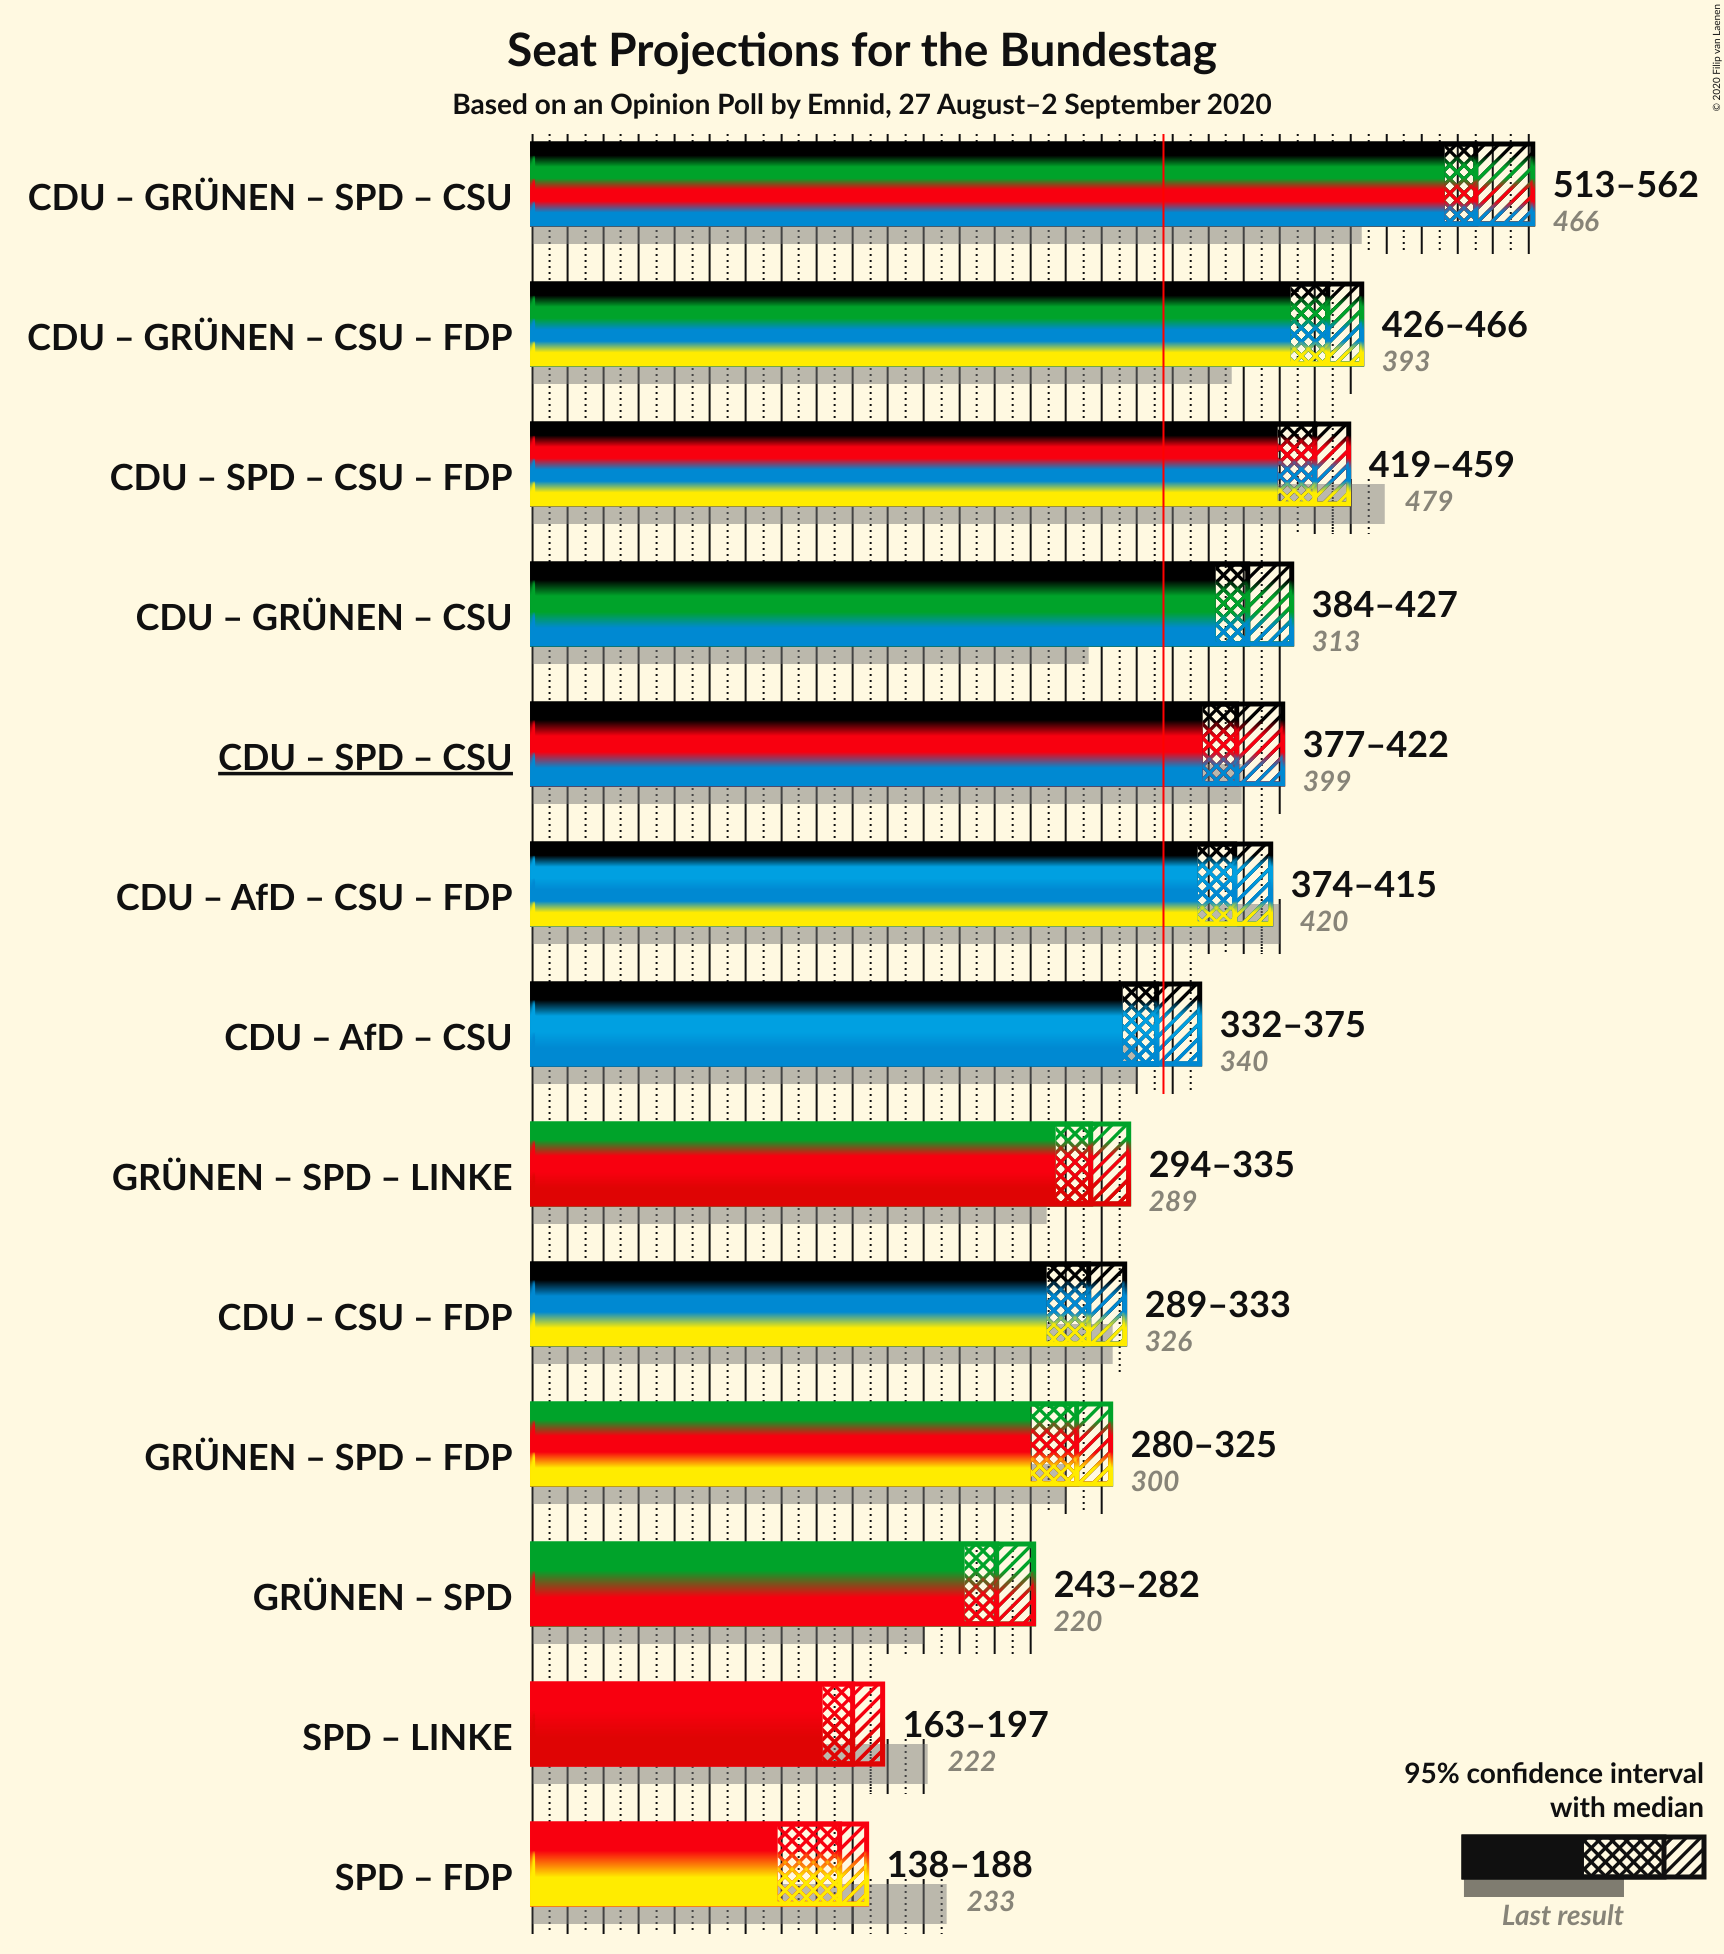 Seat Projections for the Bundestag
Based on an Opinion Poll by Emnid, 27 August–2 September 2020
© 2020 Filip van Laenen
CDU – GRÜNEN – SPD – CSU
513–562
466
CDU – GRÜNEN – CSU – FDP
426–466
393
CDU – SPD – CSU – FDP
419–459
479
CDU – GRÜNEN – CSU
384–427
313
CDU – SPD – CSU
377–422
399
CDU – AfD – CSU – FDP
374–415
420
CDU – AfD – CSU
332–375
340
GRÜNEN – SPD – LINKE
294–335
289
CDU – CSU – FDP
289–333
326
GRÜNEN – SPD – FDP
280–325
300
GRÜNEN – SPD
243–282
220
SPD – LINKE
163–197
222
SPD – FDP
138–188
233
95% confidence interval
with median
Last result